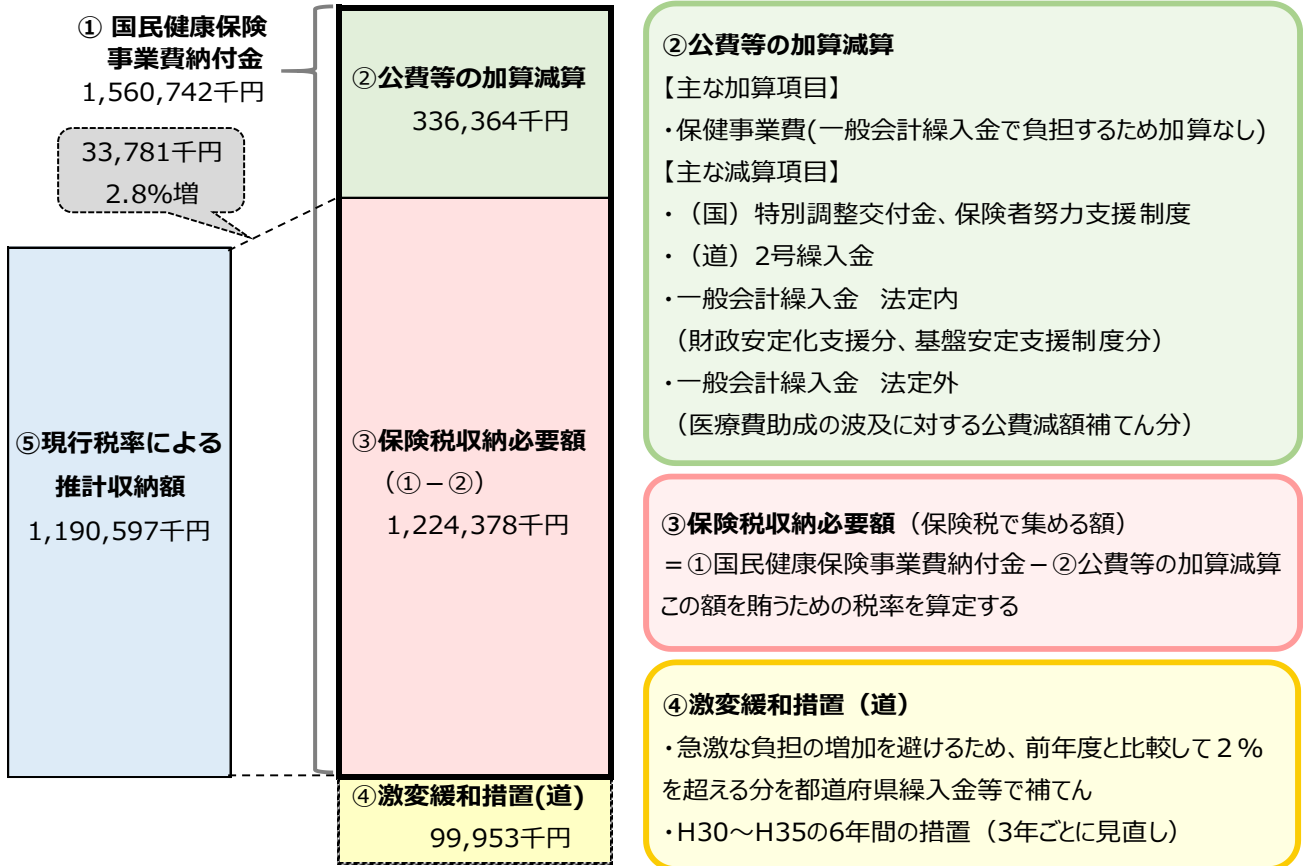 ① 国民健康保険
事業費納付金
1,560,742千円
33,781千円
2.8%増
⑤現行税率による
推計収納額
1,190,597千円
②公費等の加算減算
336,364千円
③保険税収納必要額
（①－②）
1,224,378千円
④激変緩和措置(道)
99,953千円
②公費等の加算減算
【主な加算項目】
・保健事業費(一般会計繰入金で負担するため加算なし)
【主な減算項目】
・（国）特別調整交付金、保険者努力支援制度
・（道）2号繰入金
・一般会計繰入金　法定内
（財政安定化支援分、基盤安定支援制度分）
・一般会計繰入金　法定外
（医療費助成の波及に対する公費減額補てん分）
③保険税収納必要額（保険税で集める額）
＝①国民健康保険事業費納付金－②公費等の加算減算
この額を賄うための税率を算定する
④激変緩和措置（道）
・急激な負担の増加を避けるため、前年度と比較して２％
を超える分を都道府県繰入金等で補てん
・H30～H35の6年間の措置（3年ごとに見直し）